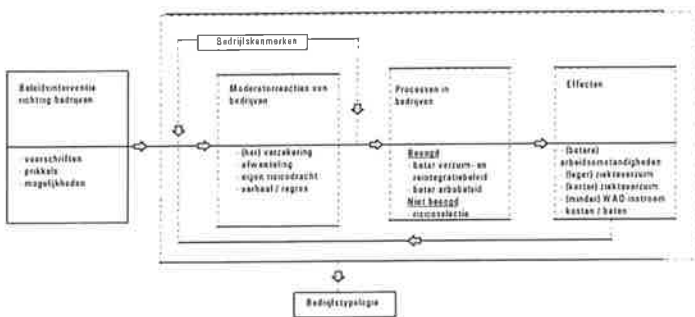 Bedrijfskenmerken
Beleidsinterventie
richting bedrijven
- voorschriften
- prikkels
- mogelijkheden
Moderatorreacties van
bedrijven
- (her) verzekering
- afwenteling
- eigen risicodracht
- verhaal / regres
Processen in
bedrijven
Beoogd
- beter verzuim- en
reintegratiebeleid
- beter arbobeleid
Niet beoogd
- risicoselectie
Effecten
- (betere)
arbeidsomstandigheden
- (lager) ziekteverzuim
- (korter) ziekteverzuim
- (minder) WAO-instroom
- kosten / baten
Bedrijfstypologie